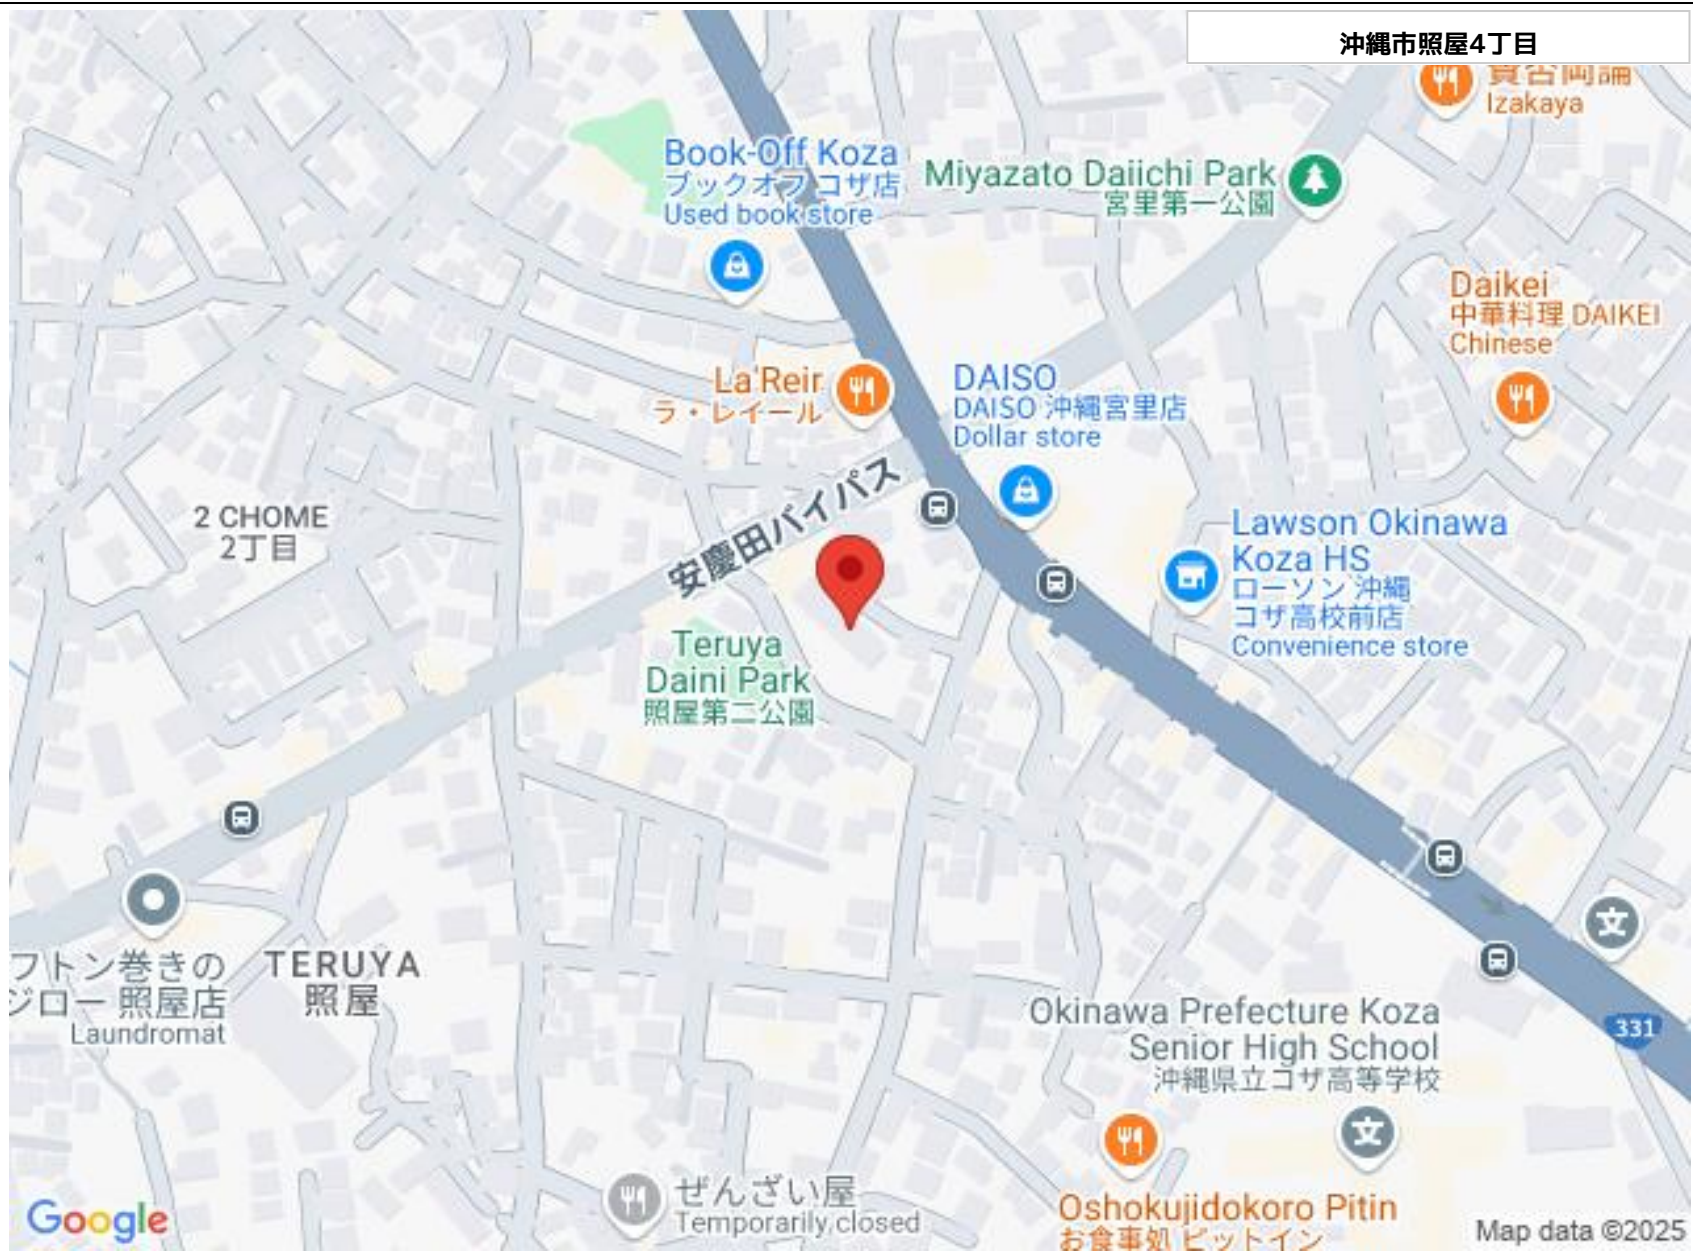 沖縄市照屋4丁目
Izakaya
Book-Off Koza
ブックオフ コザ店
Used book store
Miyazato Daiichi Park
宮里第一公園
Daikei
中華料理 DAIKEI
Chinese
La'Reir
ラ・レイール
DAISO
DAISO 沖縄宮里店
Dollar store
安慶田バイパス
2 CHOME
2丁目
Lawson Okinawa
Koza HS
ローソン 沖縄
コザ高校前店
Convenience store
Teruya
Daini Park
照屋第二公園
フトン巻きの
ジロー 照屋店
Laundromat
TERUYA
照屋
331
Okinawa Prefecture Koza
Senior High School
沖縄県立コザ高等学校
文
文
ぜんざい屋
Temporarily closed
Oshokujidokoro Pitin
お食事処 ピットイン
Google
Map data ©2025